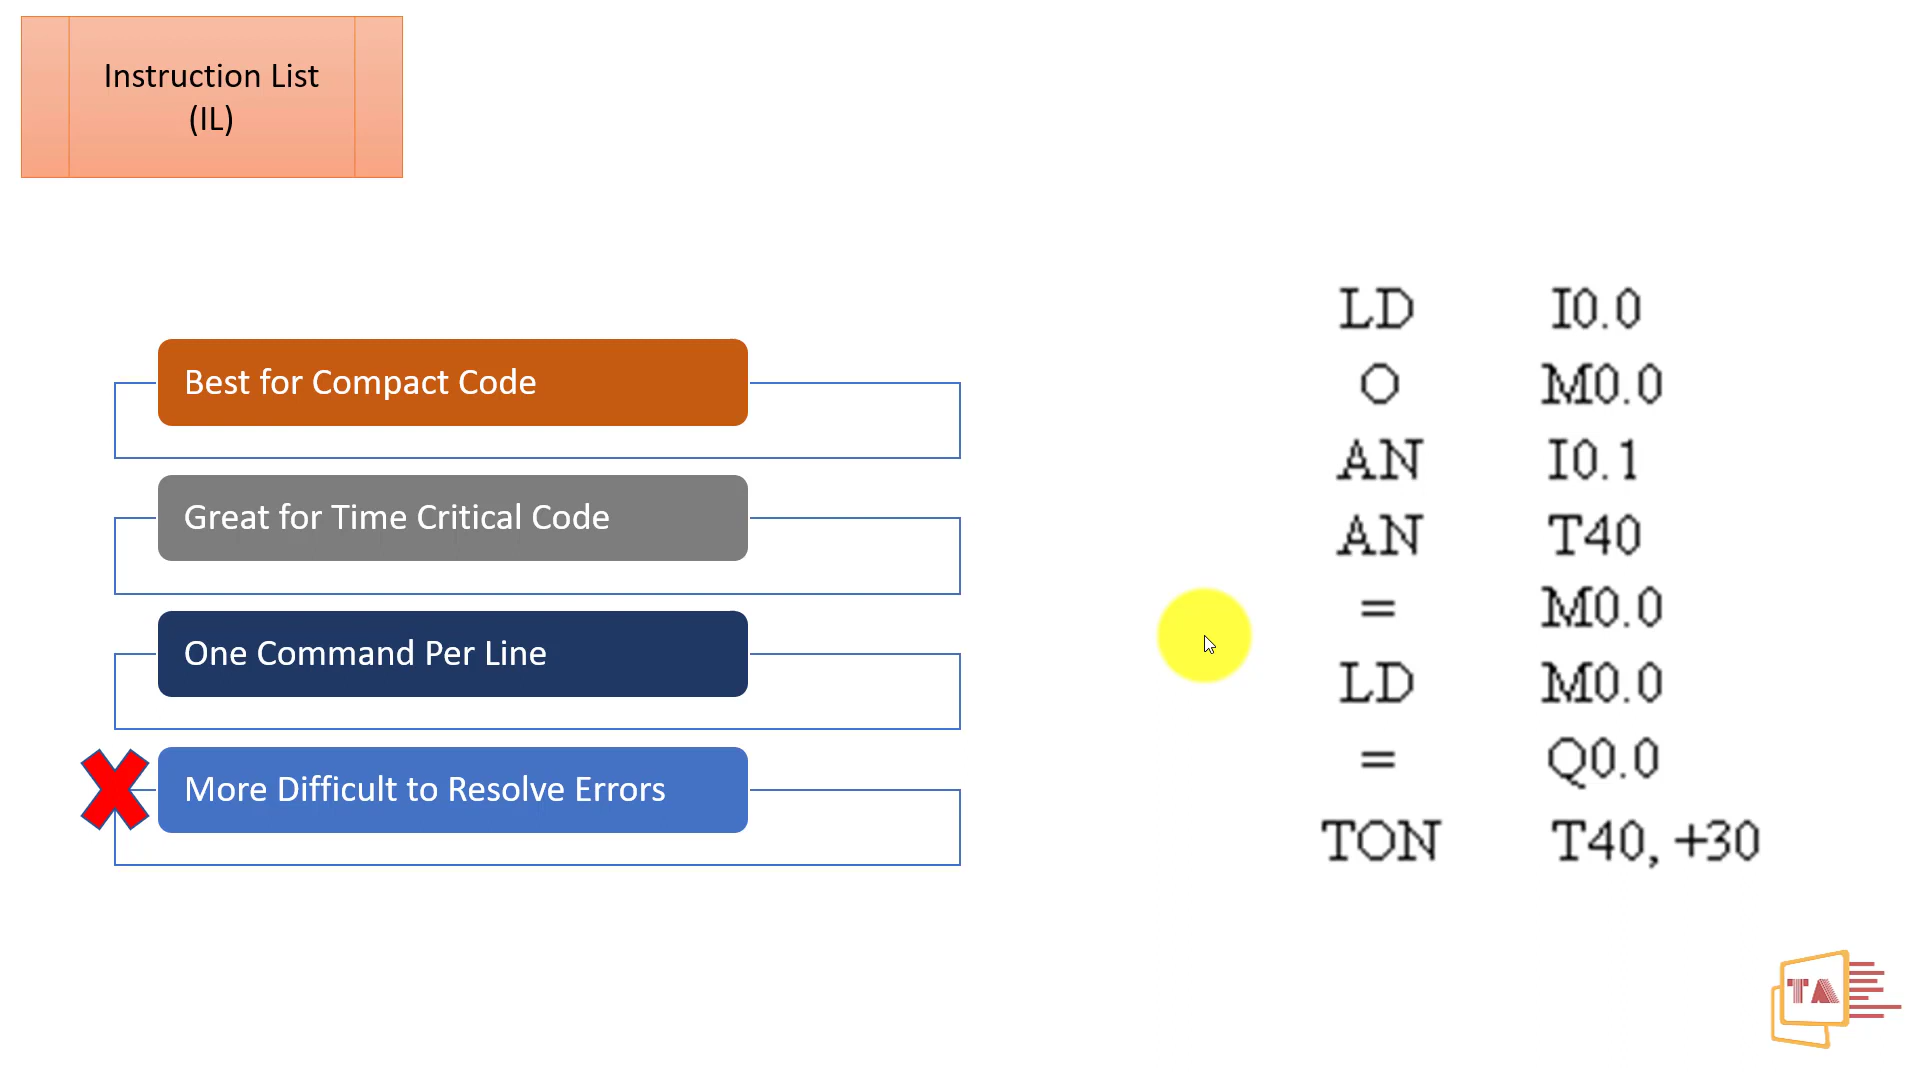 Instruction List
(IL)
Best for Compact Code
Great for Time Critical Code
One Command Per Line
More Difficult to Resolve Errors
LD I0.0
O M0.0
AN I0.1
AN T40
= M0.0
LD M0.0
= Q0.0
TON T40, +30
TA